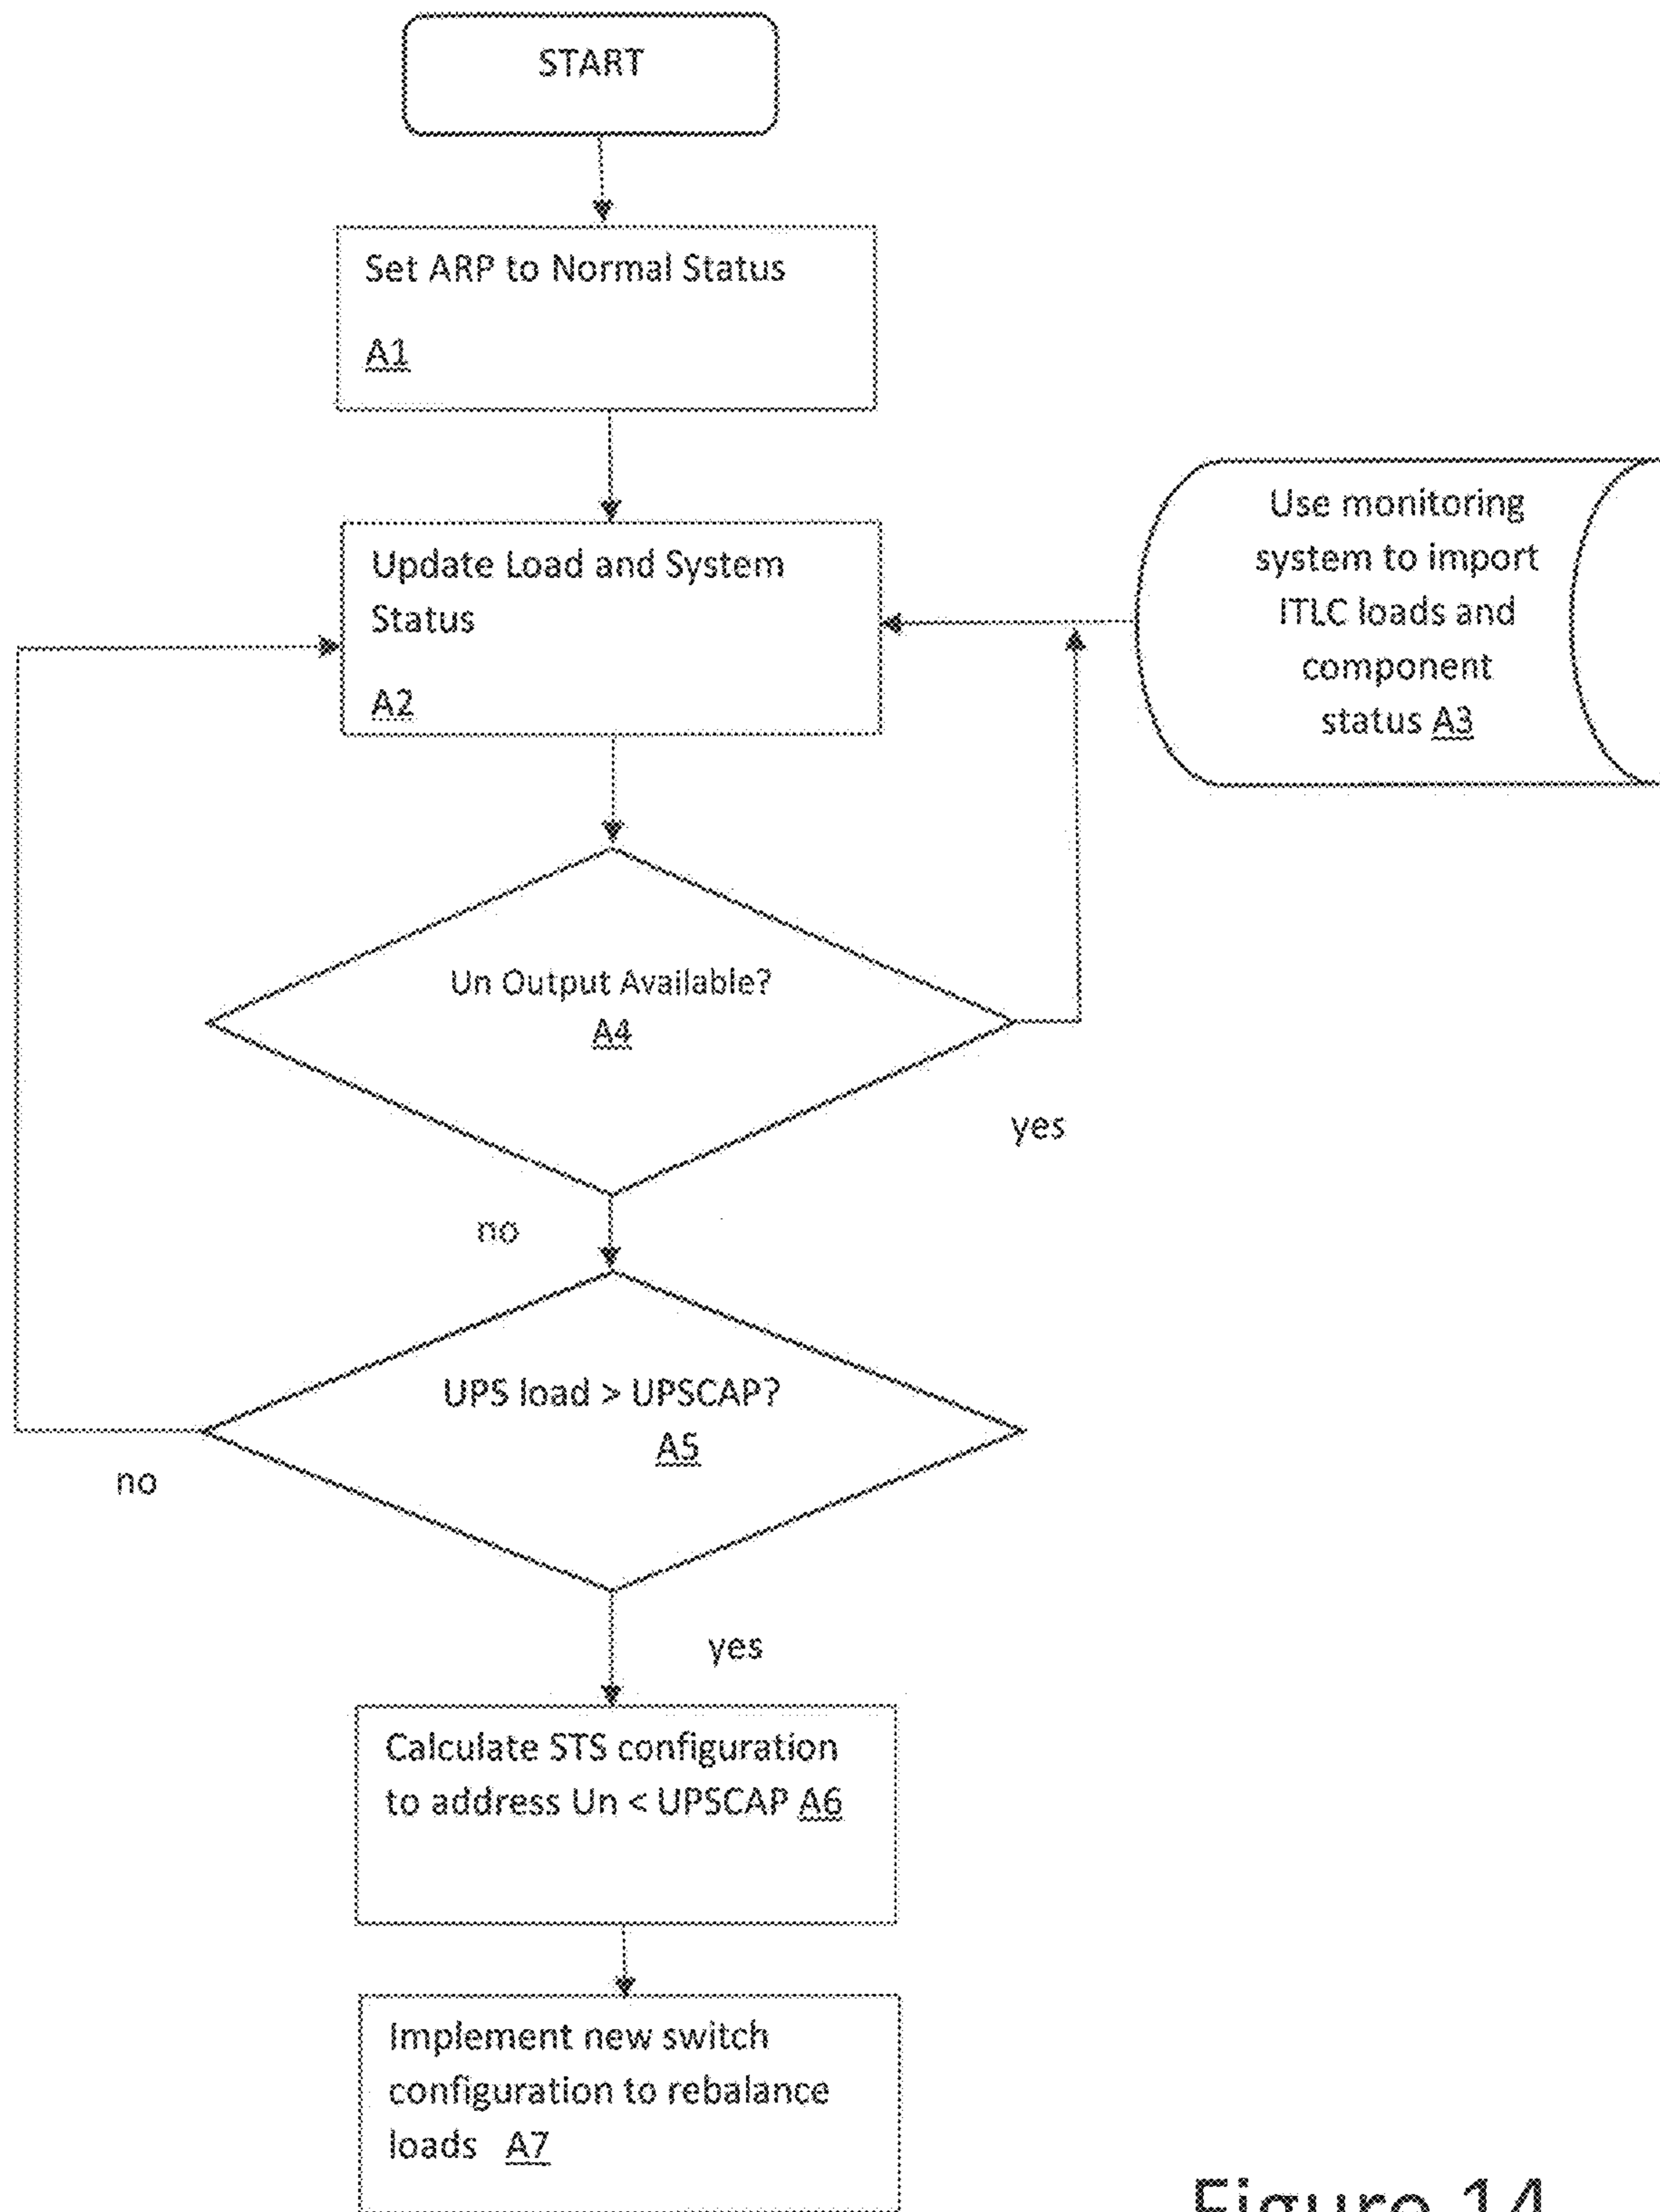 START
Set ARP to Normal Status
A1
Update Load and System
Status
A2
Use monitoring
system to import
ITLC loads and
component
status A3
Un Output Available?
A4
yes
no
UPS load > UPSCAP?
A5
no
yes
Calculate STS configuration
to address Un < UPSCAP A6
Implement new switch
configuration to rebalance
loads A7
Figure 14